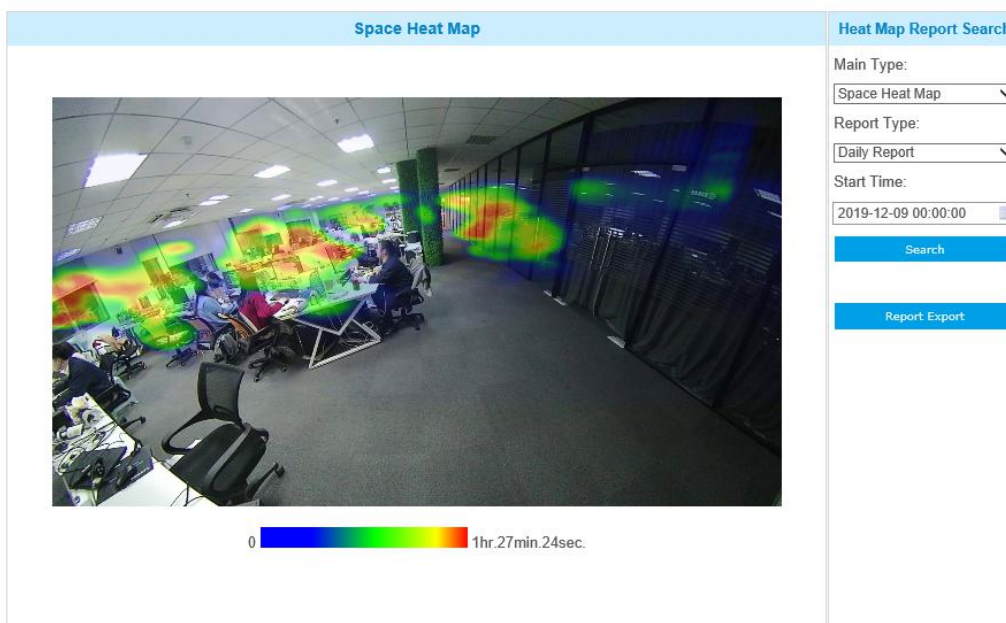 Space Heat Map
0
1hr.27min.24sec.
Heat Map Report Search
Main Type:
Space Heat Map
Report Type:
Daily Report
Start Time:
2019-12-09 00:00:00
Search
Report Export